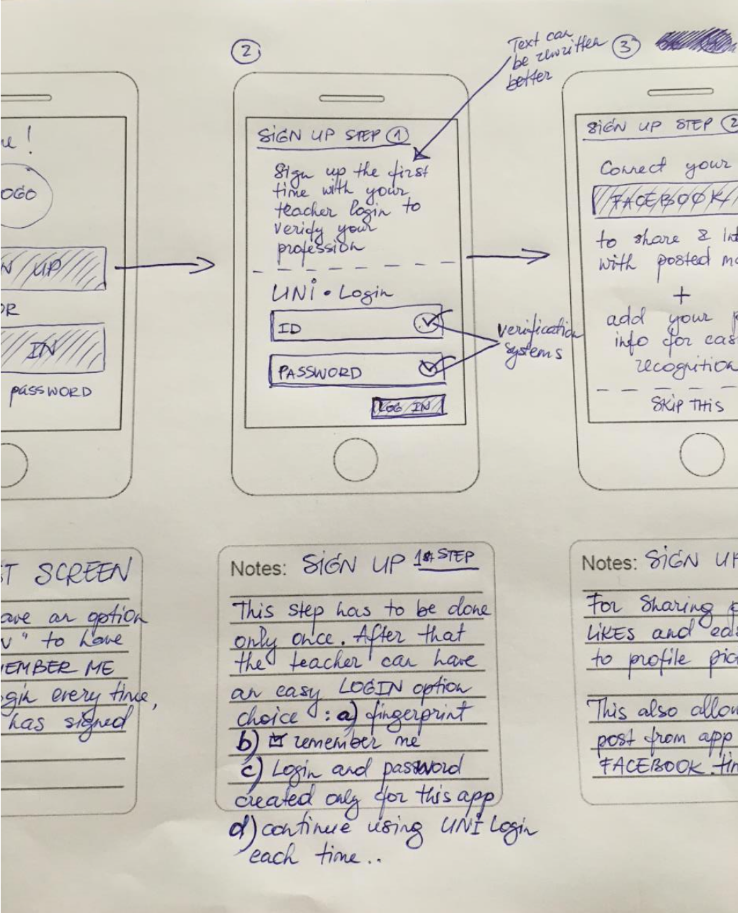 ②
Text can
be rewritten
better
③
e!
OGO
N UP
OR
IN
PASSWORD
SIGN UP STEP ①
Sign up the first
time with your
teacher login to
verify your
profession
UNi • Login
ID
PASSWORD
LOG IN
verification
systems
SIGN UP STEP ②
Connect your
FACEBOOK
to share & 
with posted
+
add your p
info for eas
recognition
SKIP THIS
T SCREEN
ave an option
" to have
EMBER ME
gin every time,
has signed
Notes: SIGN UP 1st STEP
This step has to be done
only once. After that
the teacher can have
an easy LOGIN option
choice : a) fingerprint
b) ☑ remember me
c) Login and password
created only for this app
d) continue using UNI Login
each time..
Notes: SIGN UP
For Sharing p
LIKES and eas
to profile pic
This also allow
post from app
FACEBOOK tim